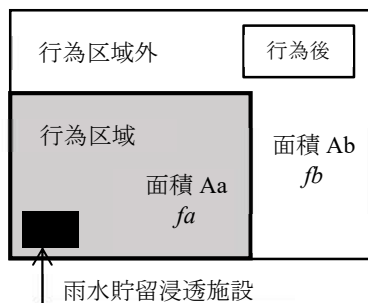 行為区域外
行為後
行為区域
面積 Aa
fa
面積 Ab
fb
雨水貯留浸透施設